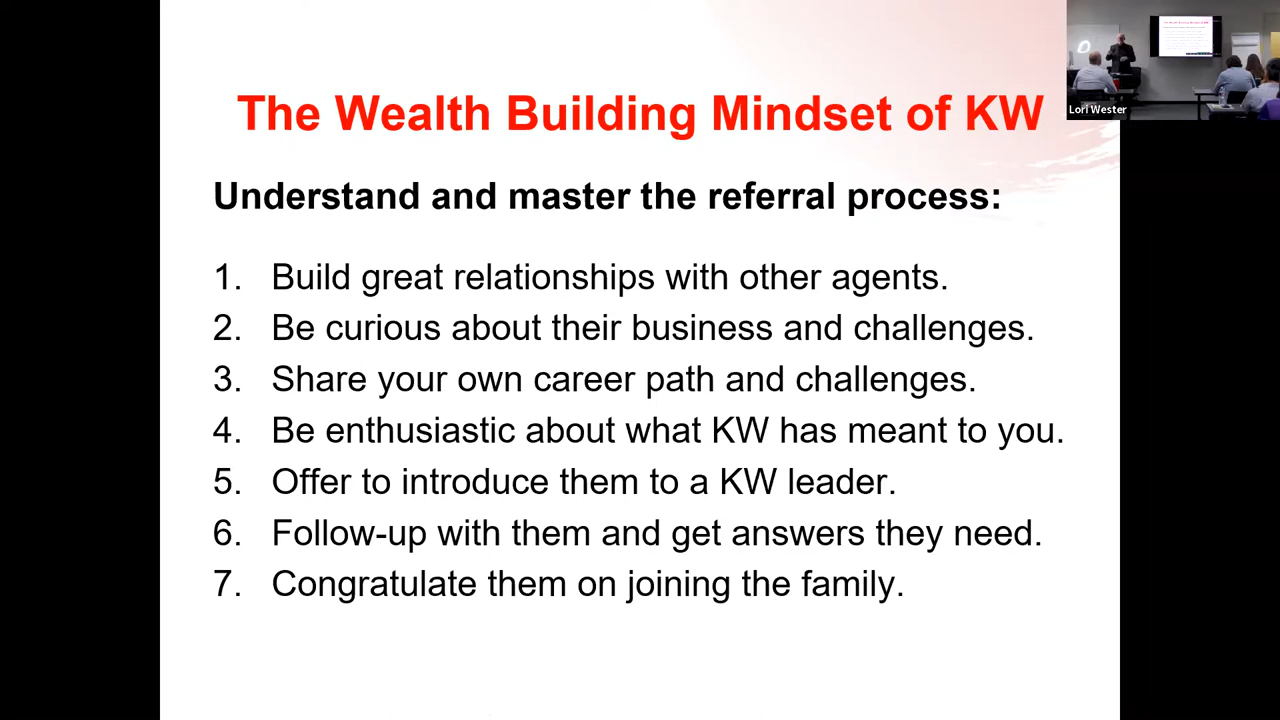 The Wealth Building Mindset of KW
Lori Wester
Understand and master the referral process:
1. Build great relationships with other agents.
2. Be curious about their business and challenges.
3. Share your own career path and challenges.
4. Be enthusiastic about what KW has meant to you.
5. Offer to introduce them to a KW leader.
6. Follow-up with them and get answers they need.
7. Congratulate them on joining the family.